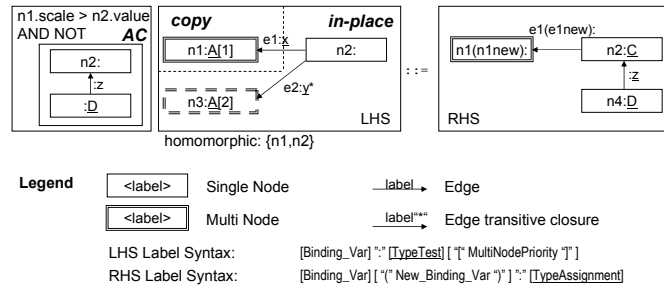 n1.scale > n2.value
AND NOT AC
n2:
:z
:D
copy in-place
n1:A[1] e1:x n2:
e2:y*
n3:A[2]
LHS
homomorphic: {n1,n2}
::=
e1(e1new):
n1(n1new): n2:C
:z
n4:D
RHS
Legend
<label> Single Node label Edge
<label> Multi Node label"*" Edge transitive closure
LHS Label Syntax: [Binding_Var] ":" [TypeTest] [ "[" MultiNodePriority "]" ]
RHS Label Syntax: [Binding_Var] [ "(" New_Binding_Var ")" ] ":" [TypeAssignment]